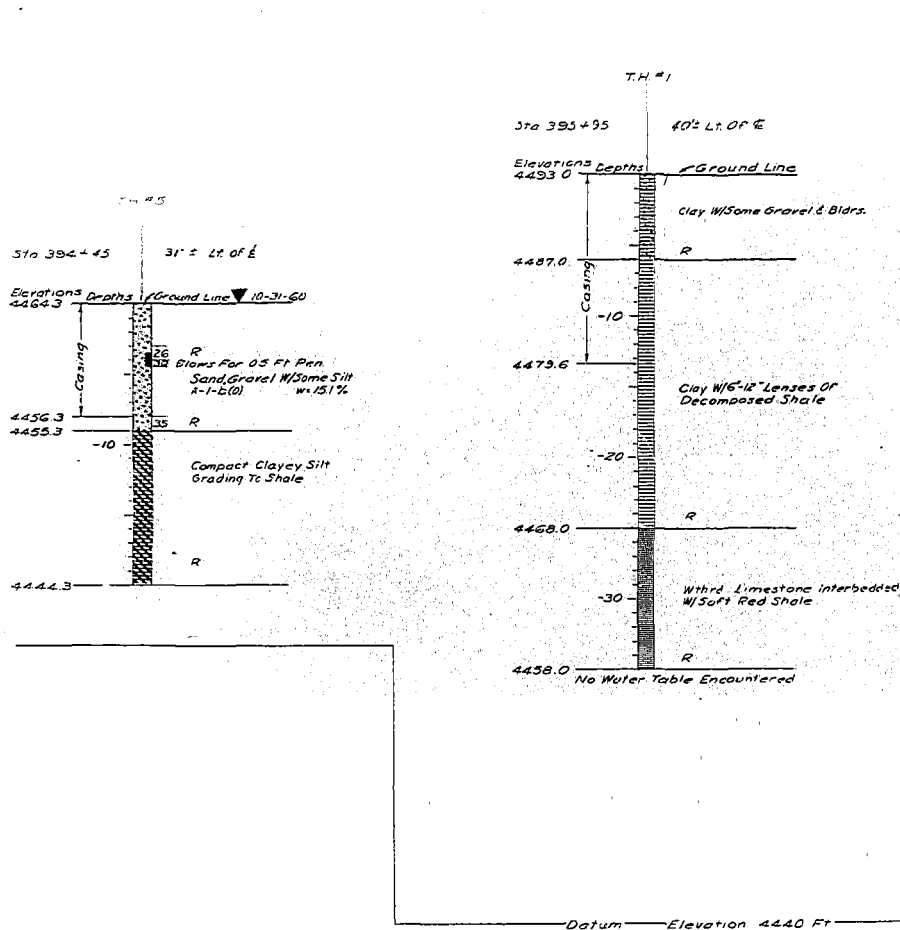 T.H. #1
Sta 395+95 40'± Lt. Of ℄
Elevations Depths Ground Line
4493.0
Clay W/Some Gravel & Bldrs.
R
4487.0
Casing
-10
4479.6
Clay W/6"-12" Lenses Of
Decomposed Shale
-20
R
4468.0
Wthrd. Limestone Interbedded
W/Soft Red Shale
-30
R
4458.0
No Water Table Encountered
#5
Sta. 394+45 31'± Lt. Of ℄
Elevations Depths Ground Line 10-31-60
4464.3
Casing
26 R
Blows For 0.5 Ft Pen.
Sand, Gravel W/Some Silt
A-1-b(0) w=15.1%
4456.3
35 R
4455.3
-10
Compact Clayey Silt
Grading To Shale
R
4444.3
Datum Elevation 4440 Ft